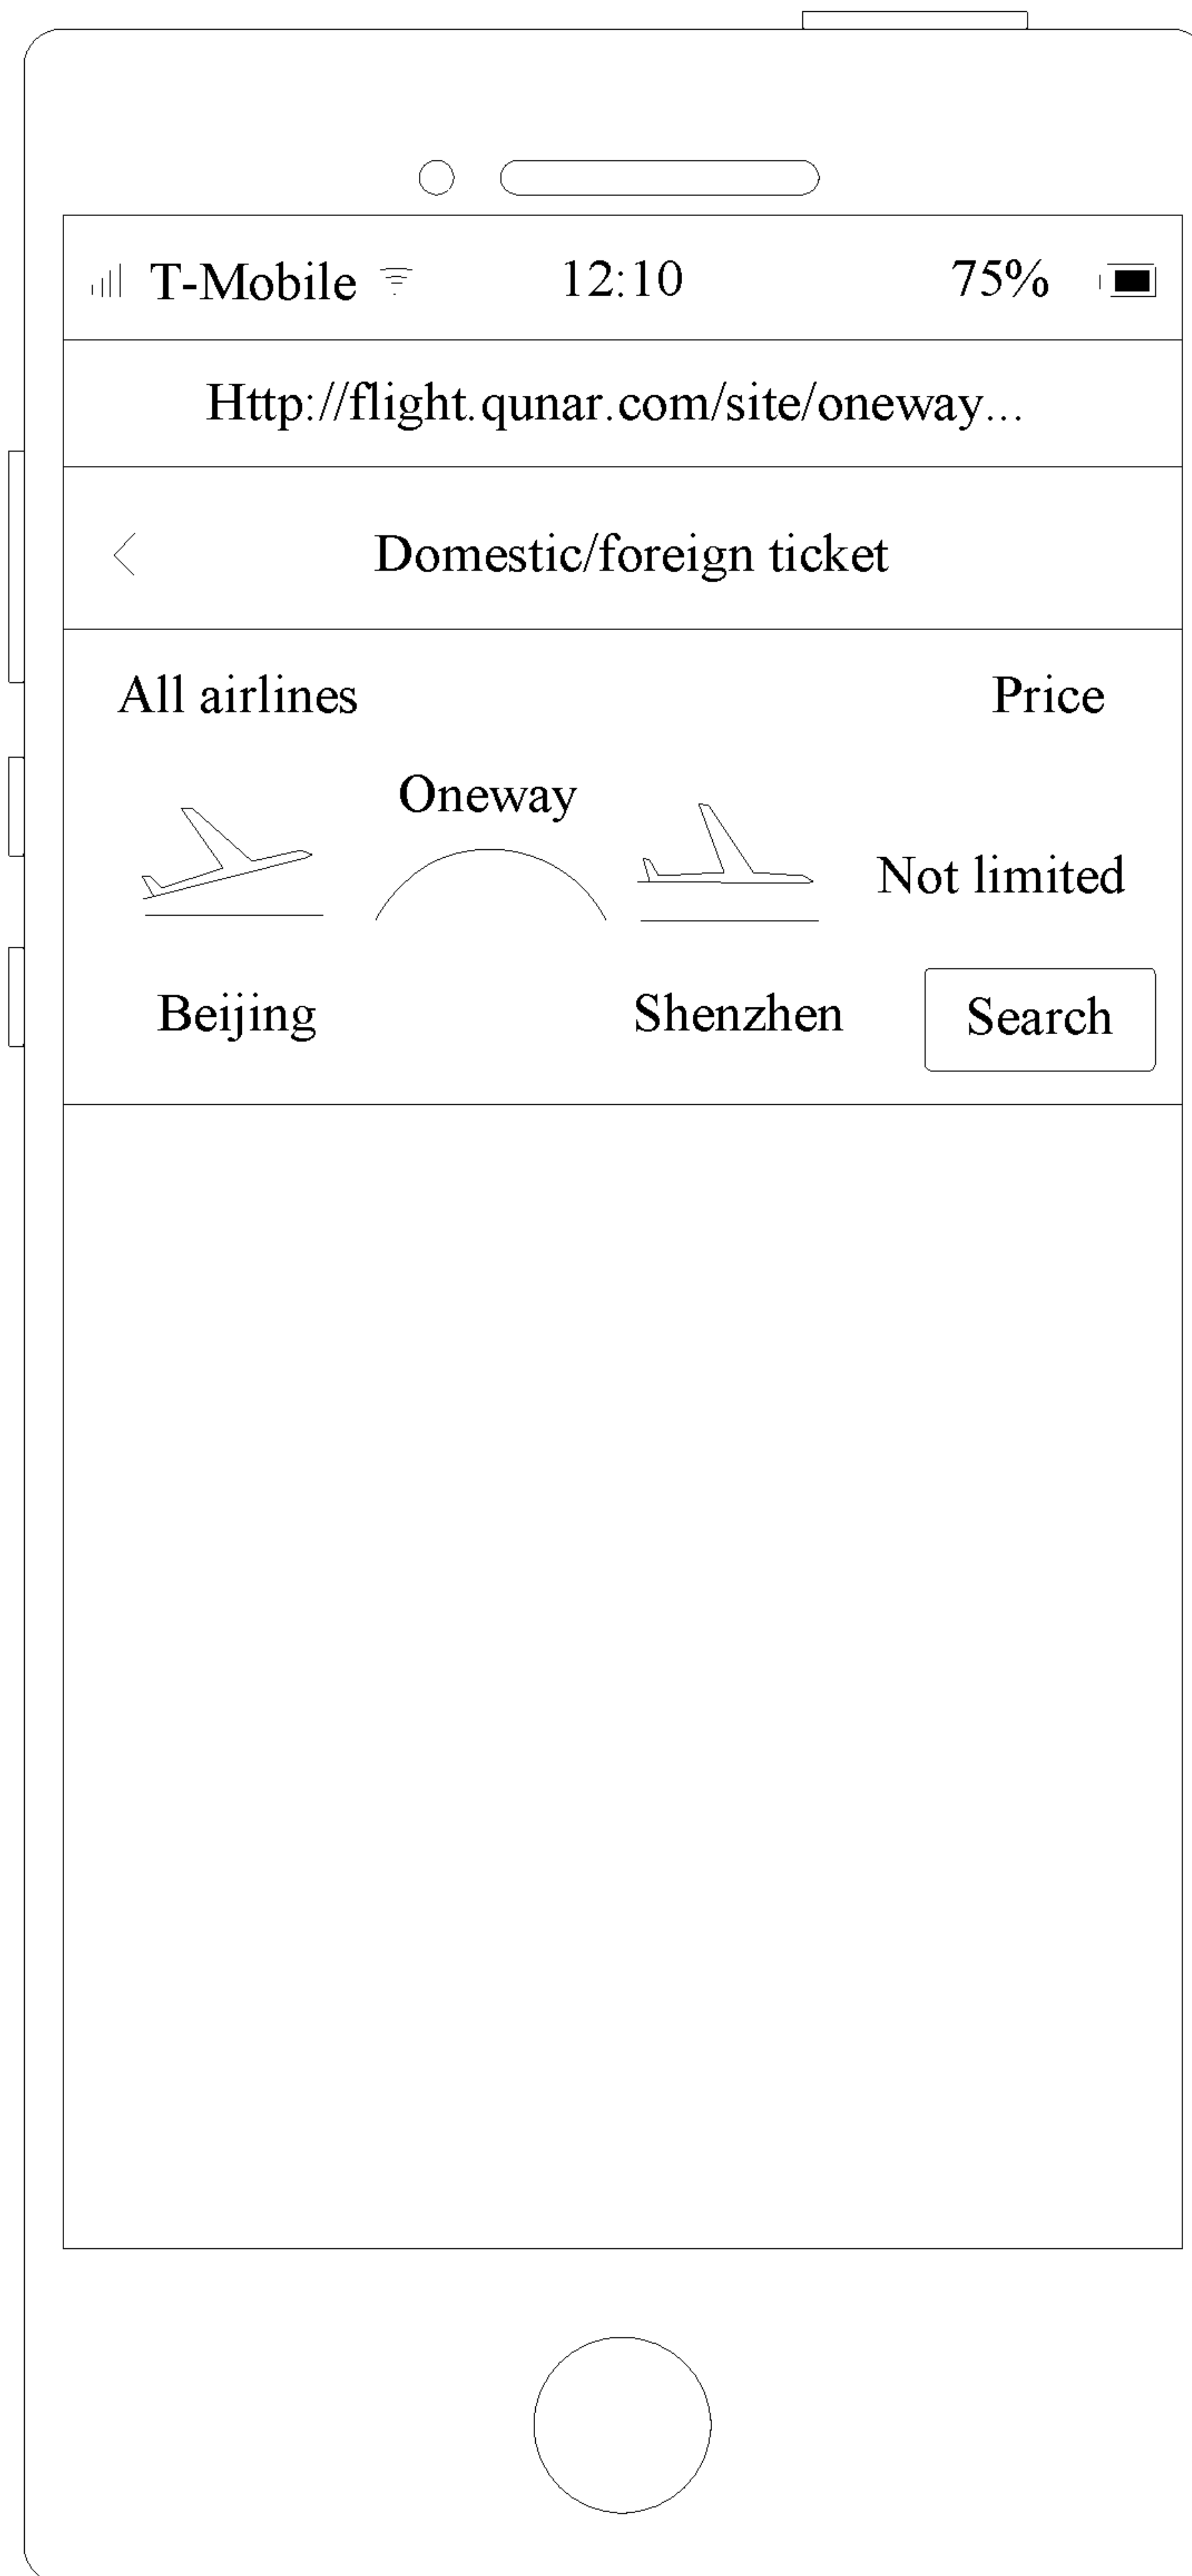 T-Mobile 12:10 75%
Http://flight.qunar.com/site/oneway...
Domestic/foreign ticket
All airlines Price
Oneway
Not limited
Beijing Shenzhen Search